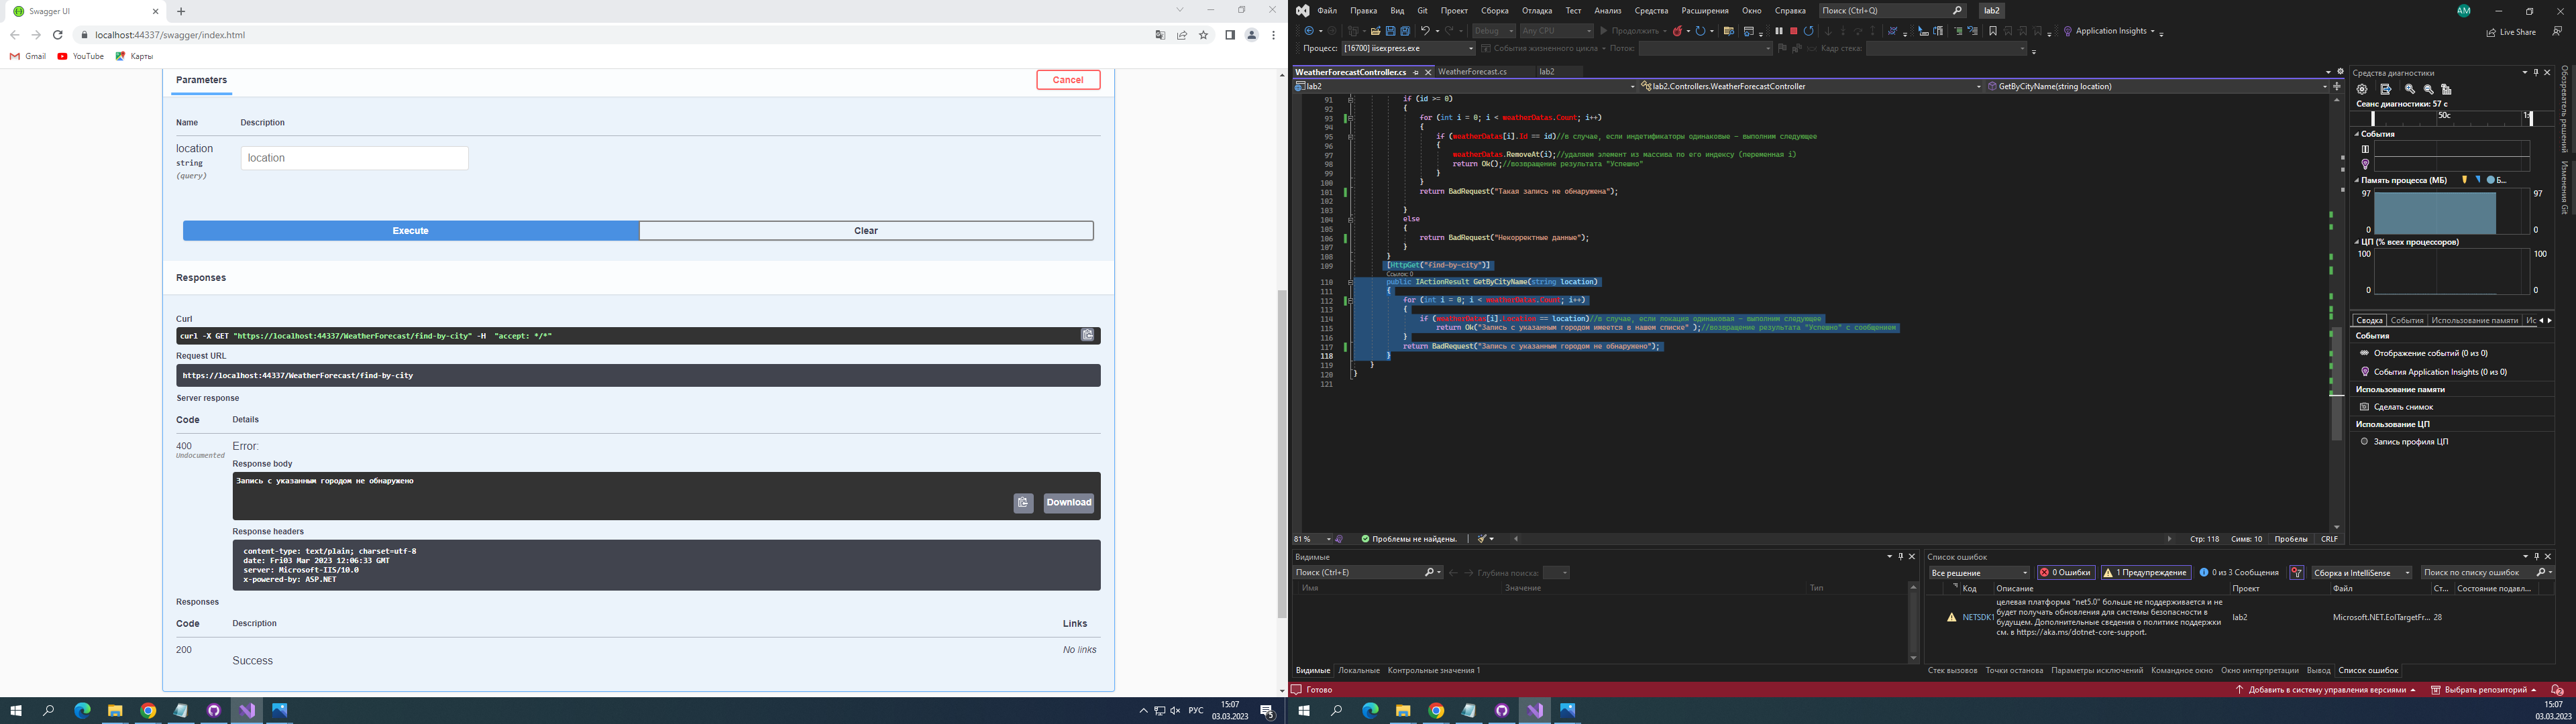 Swagger UI
localhost:44337/swagger/index.html
Gmail YouTube Карты
Parameters Cancel
Name Description
location
string
(query)
location
Execute Clear
Responses
Curl
curl -X GET "https://localhost:44337/WeatherForecast/find-by-city" -H "accept: */*"
Request URL
https://localhost:44337/WeatherForecast/find-by-city
Server response
Code Details
400
Undocumented
Error:
Response body
Запись с указанным городом не обнаружено
Download
Response headers
content-type: text/plain; charset=utf-8
date: Fri03 Mar 2023 12:06:33 GMT
server: Microsoft-IIS/10.0
x-powered-by: ASP.NET
Responses
Code Description Links
200 No links
Success
РУС 15:07
03.03.2023
5
Файл Правка Вид Git Проект Сборка Отладка Тест Анализ Средства Расширения Окно Справка Поиск (Ctrl+Q) lab2 AM
Debug Any CPU Продолжить Application Insights Live Share
Процесс: [16700] iisexpress.exe События жизненного цикла Поток: Кадр стека:
WeatherForecastController.cs WeatherForecast.cs lab2
lab2 lab2.Controllers.WeatherForecastController GetByCityName(string location)
91 if (id >= 0)
92 {
93 for (int i = 0; i < weatherDatas.Count; i++)
94 {
95 if (weatherDatas[i].Id == id)//в случае, если индетификаторы одинаковые - выполним следующее
96 {
97 weatherDatas.RemoveAt(i);//удаляем элемент из массива по его индексу (переменная i)
98 return Ok();//возвращение результата "Успешно"
99 }
100 }
101 return BadRequest("Такая запись не обнаружена");
102
103 }
104 else
105 {
106 return BadRequest("Некорректные данные");
107 }
108 }
109 [HttpGet("find-by-city")]
Ссылок: 0
110 public IActionResult GetByCityName(string location)
111 {
112 for (int i = 0; i < weatherDatas.Count; i++)
113 {
114 if (weatherDatas[i].Location == location)//в случае, если локация одинаковая - выполним следующее
115 return Ok("Запись с указанным городом имеется в нашем списке" );//возвращение результата "Успешно" с сообщением
116 }
117 return BadRequest("Запись с указанным городом не обнаружено");
118 }
119 }
120 }
121
81 % Проблемы не найдены. Стр: 118 Симв: 10 Пробелы CRLF
Средства диагностики
Сеанс диагностики: 57 с
50с
События
Память процесса (МБ) Б...
97 97
0 0
ЦП (% всех процессоров)
100 100
0 0
Сводка События Использование памяти Ис
События
Отображение событий (0 из 0)
События Application Insights (0 из 0)
Использование памяти
Сделать снимок
Использование ЦП
Запись профиля ЦП
Обозреватель решений
Изменения Git
Видимые
Поиск (Ctrl+E) Глубина поиска:
Имя Значение Тип
Видимые Локальные Контрольные значения 1
Список ошибок
Все решение 0 Ошибки 1 Предупреждение 0 из 3 Сообщения Сборка и IntelliSense Поиск по списку ошибок
Код Описание Проект Файл Ст... Состояние подавл...
NETSDK1 целевая платформа "net5.0" больше не поддерживается и не
будет получать обновления для системы безопасности в
будущем. Дополнительные сведения о политике поддержки
см. в https://aka.ms/dotnet-core-support.
lab2 Microsoft.NET.EolTargetFr... 28
Стек вызовов Точки останова Параметры исключений Командное окно Окно интерпретации Вывод Список ошибок
Готово Добавить в систему управления версиями Выбрать репозиторий 2
15:07
03.03.2023